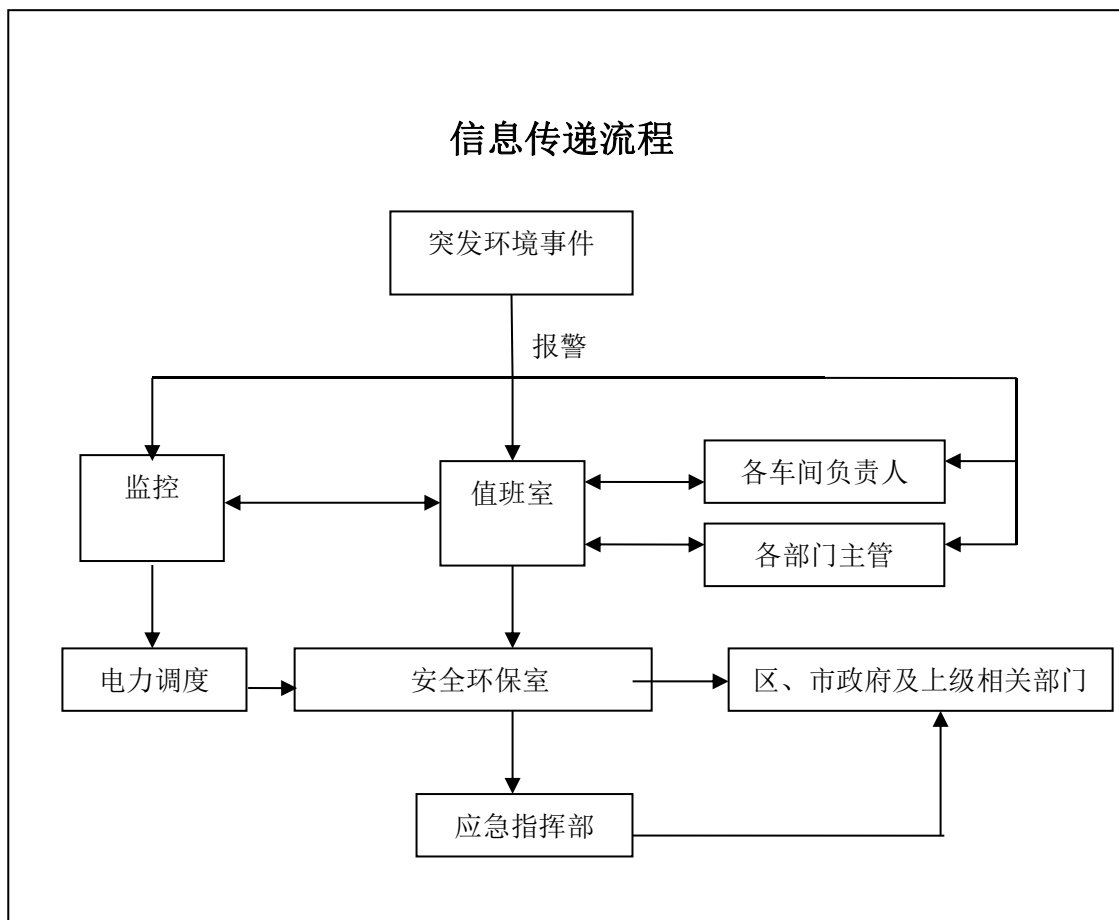 信息传递流程
突发环境事件
报警
监控
值班室
各车间负责人
各部门主管
电力调度
安全环保室
区、市政府及上级相关部门
应急指挥部